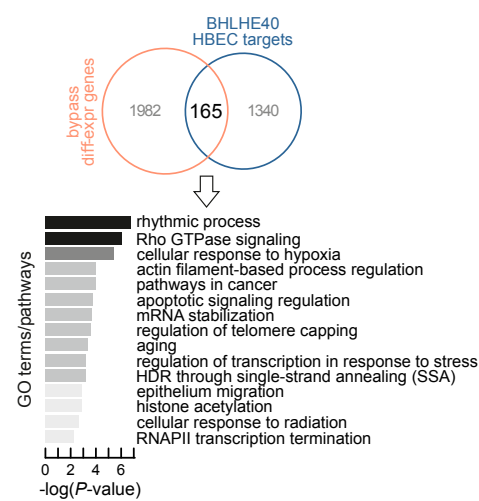 BHLHE40
HBEC targets
bypass
diff-expr genes
1982
165
1340
GO terms/pathways
rhythmic process
Rho GTPase signaling
cellular response to hypoxia
actin filament-based process regulation
pathways in cancer
apoptotic signaling regulation
mRNA stabilization
regulation of telomere capping
aging
regulation of transcription in response to stress
HDR through single-strand annealing (SSA)
epithelium migration
histone acetylation
cellular response to radiation
RNAPII transcription termination
0 2 4 6
-log(P-value)